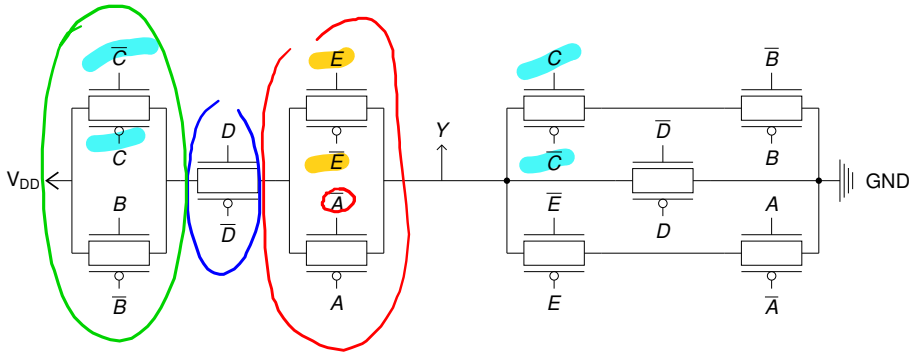 C̅ E C B̅
D Y D̅
C E̅ C̅ B
V_DD GND
B A̅ E̅ A
D̅ D
B̅ A E A̅